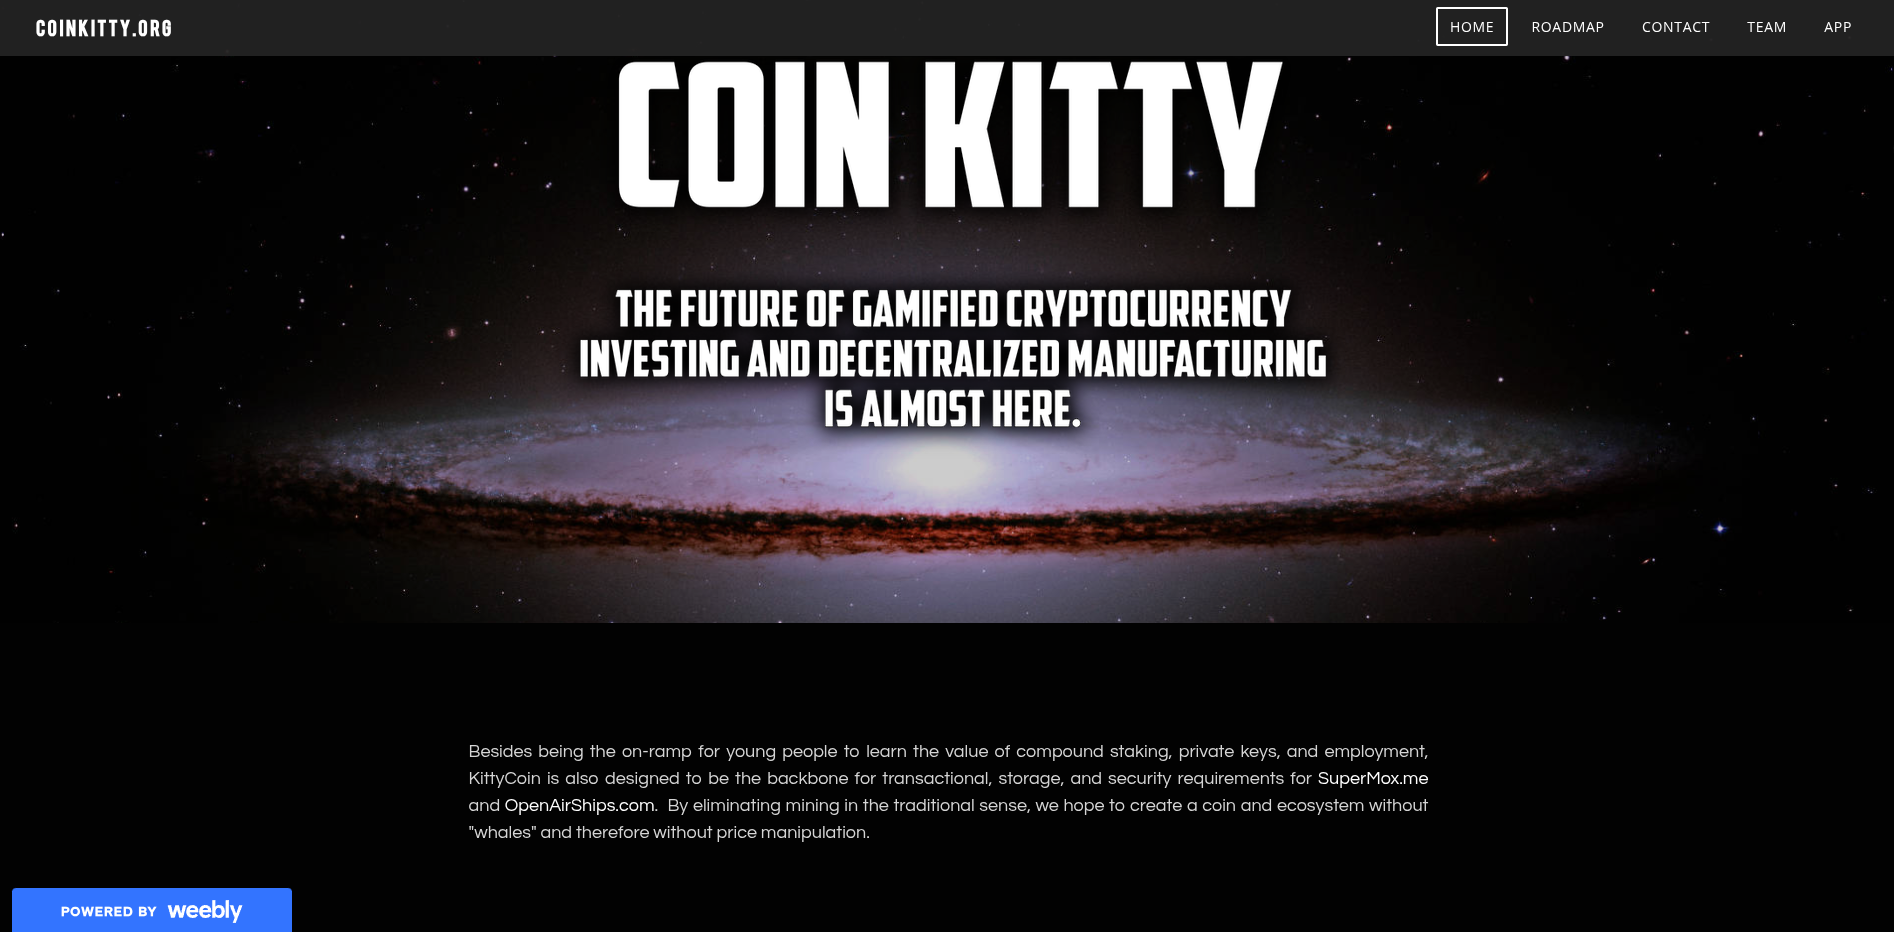 COINKITTY.ORG
HOME
ROADMAP
CONTACT
TEAM
APP
COIN KITTY
THE FUTURE OF GAMIFIED CRYPTOCURRENCY
INVESTING AND DECENTRALIZED MANUFACTURING
IS ALMOST HERE.
Besides being the on-ramp for young people to learn the value of compound staking, private keys, and employment,
KittyCoin is also designed to be the backbone for transactional, storage, and security requirements for SuperMox.me
and OpenAirShips.com.  By eliminating mining in the traditional sense, we hope to create a coin and ecosystem without
"whales" and therefore without price manipulation.
POWERED BY weebly